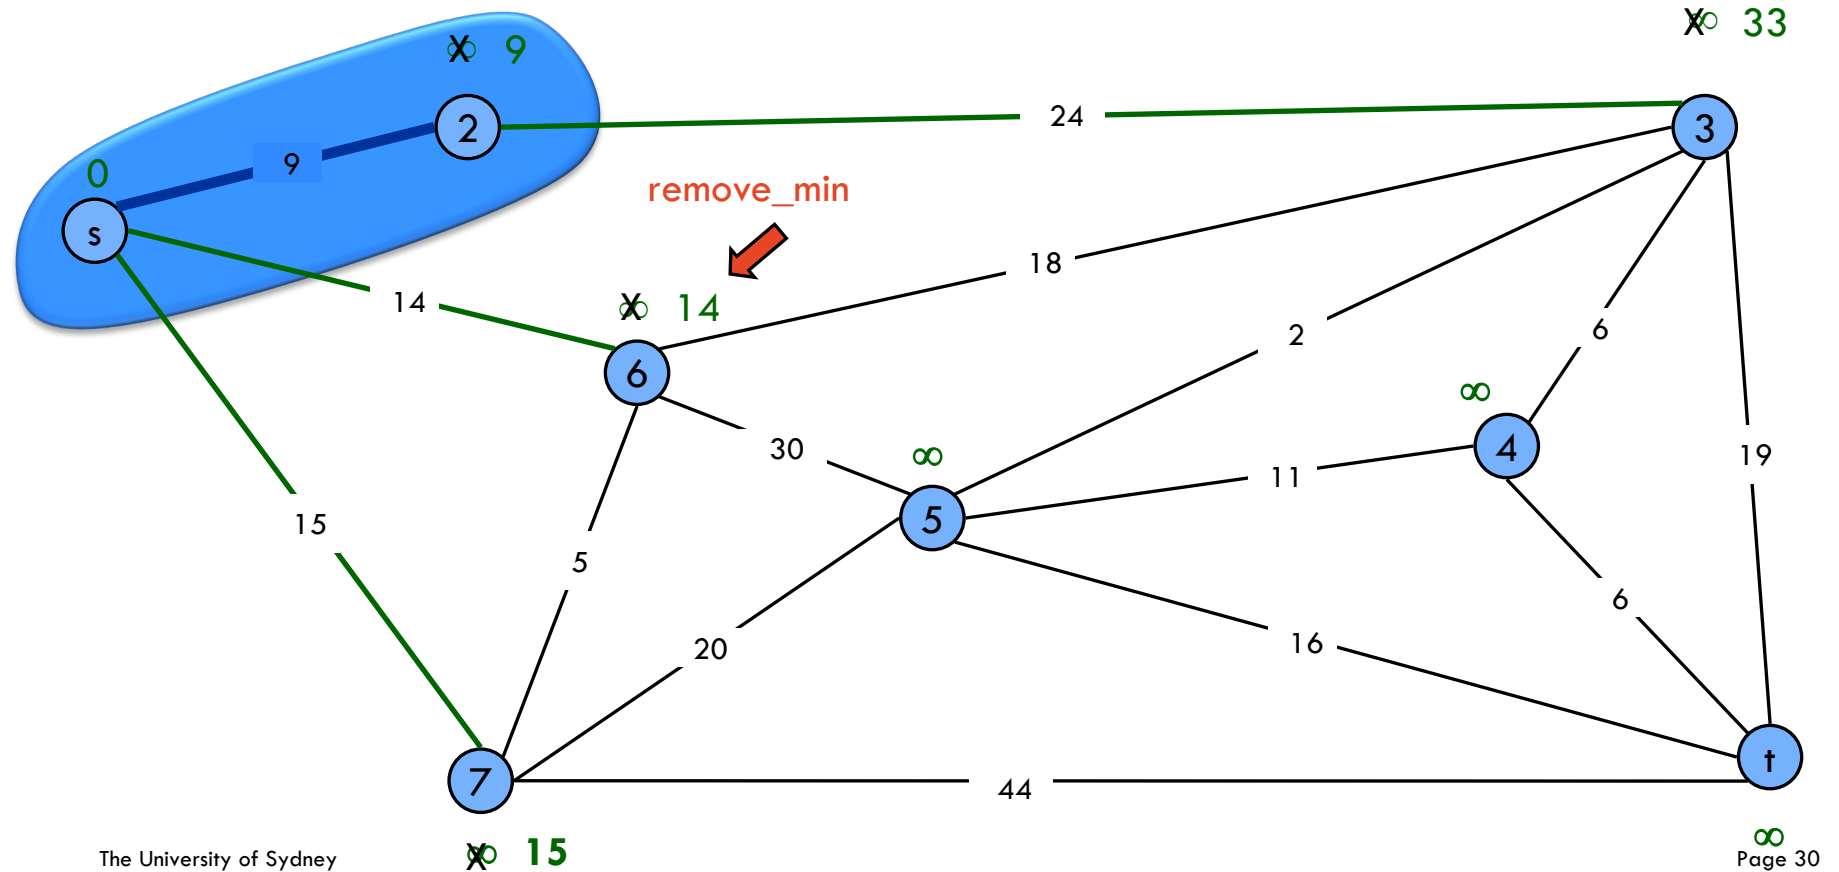 X∞ 33
X∞ 9
2
24
3
9
0
remove_min
s
18
14
X∞ 14
2
6
6
∞
4
30
∞
19
11
5
15
5
6
20
16
t
7
44
∞
X∞ 15
The University of Sydney
Page 30